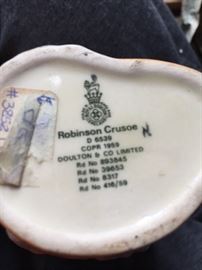 Robinson Crusoe
D 6539
COPR 1959
DOULTON & CO LIMITED
Rd No 893845
Rd No 39653
Rd No 8317
Rd No 416/59